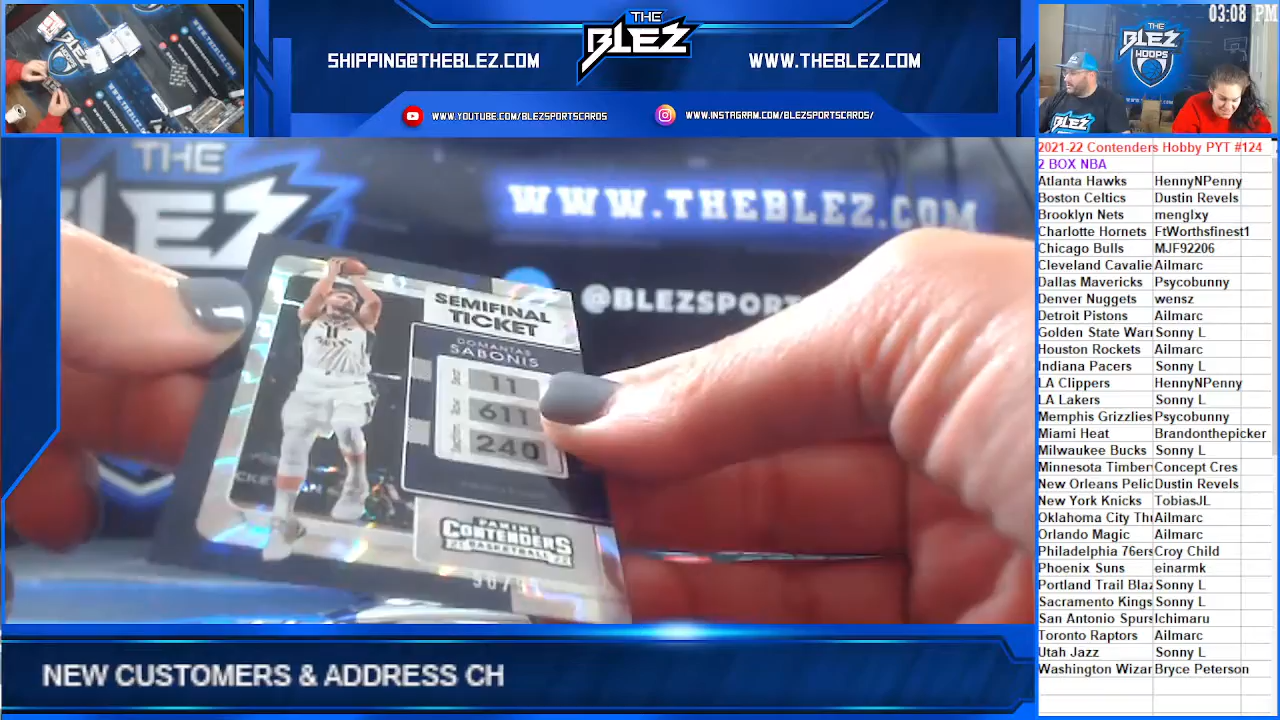 03:08 PM
THE
BLEZ
HOOPS
SHIPPING@THEBLEZ.COM
THE
BLEZ
WWW.THEBLEZ.COM
WWW.YOUTUBE.COM/BLEZSPORTSCARDS
WWW.INSTAGRAM.COM/BLEZSPORTSCARDS/
THE
BLEZ
WWW.THEBLEZ.COM
@BLEZSPORT
SEMIFINAL
TICKET
DOMANTAS
SABONIS
11
611
240
PANINI
CONTENDERS
21 BASKETBALL 22
2021-22 Contenders Hobby PYT #124
2 BOX NBA
Atlanta Hawks HennyNPenny
Boston Celtics Dustin Revels
Brooklyn Nets menglxy
Charlotte Hornets FtWorthsfinest1
Chicago Bulls MJF92206
Cleveland Cavalie Ailmarc
Dallas Mavericks Psycobunny
Denver Nuggets wensz
Detroit Pistons Ailmarc
Golden State Warr Sonny L
Houston Rockets Ailmarc
Indiana Pacers Sonny L
LA Clippers HennyNPenny
LA Lakers Sonny L
Memphis Grizzlies Psycobunny
Miami Heat Brandonthepicker
Milwaukee Bucks Sonny L
Minnesota Timber Concept Cres
New Orleans Pelic Dustin Revels
New York Knicks TobiasJL
Oklahoma City Thu Ailmarc
Orlando Magic Ailmarc
Philadelphia 76ers Croy Child
Phoenix Suns einarmk
Portland Trail Blaz Sonny L
Sacramento Kings Sonny L
San Antonio Spurs Ichimaru
Toronto Raptors Ailmarc
Utah Jazz Sonny L
Washington Wizar Bryce Peterson
NEW CUSTOMERS & ADDRESS CH